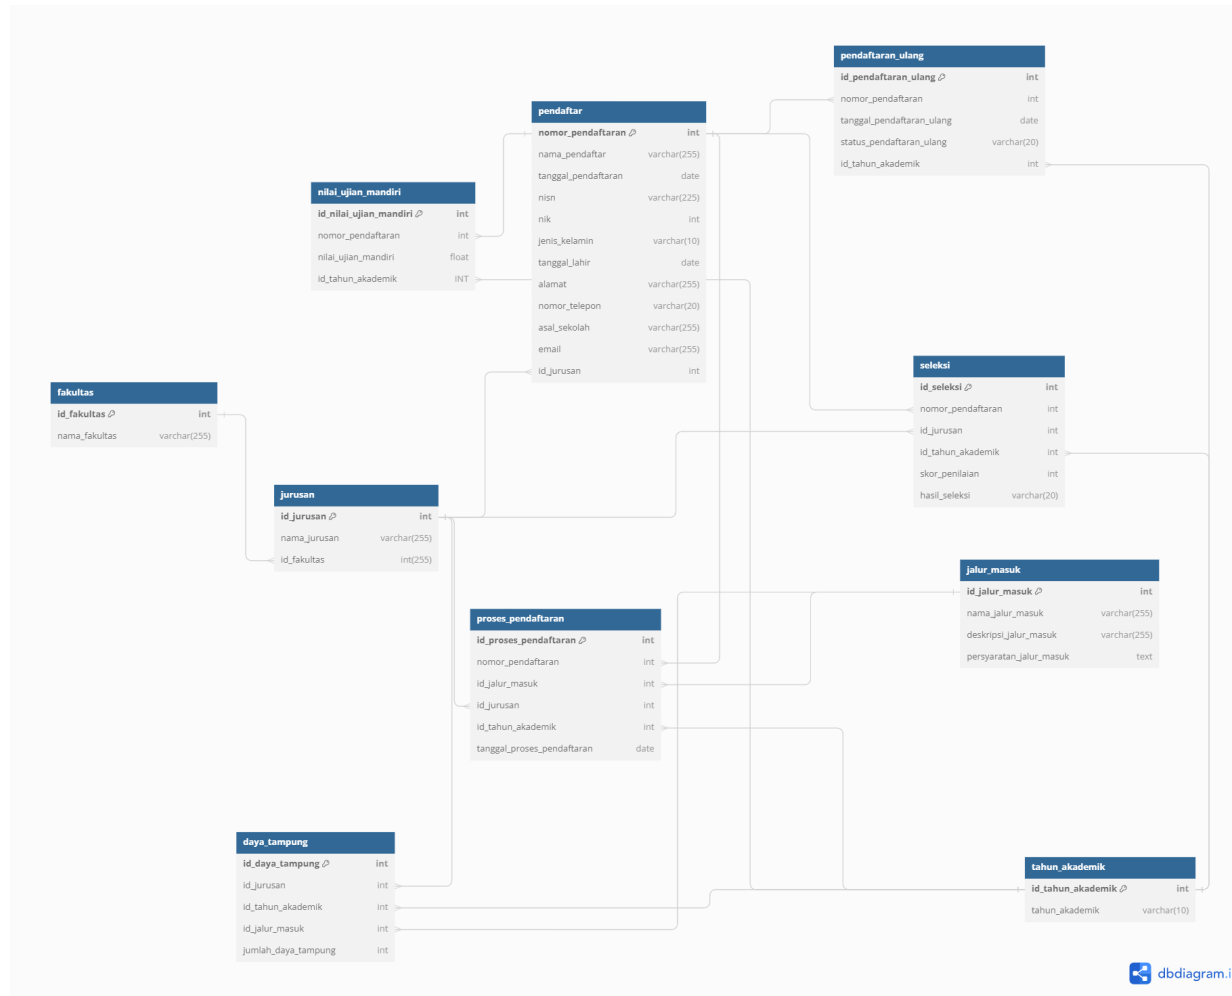 pendaftaran_ulang
id_pendaftaran_ulang int
nomor_pendaftaran int
tanggal_pendaftaran_ulang date
status_pendaftaran_ulang varchar(20)
id_tahun_akademik int
pendaftar
nomor_pendaftaran int
nama_pendaftar varchar(255)
tanggal_pendaftaran date
nisn varchar(225)
nik int
jenis_kelamin varchar(10)
tanggal_lahir date
alamat varchar(255)
nomor_telepon varchar(20)
asal_sekolah varchar(255)
email varchar(255)
id_jurusan int
nilai_ujian_mandiri
id_nilai_ujian_mandiri int
nomor_pendaftaran int
nilai_ujian_mandiri float
id_tahun_akademik INT
seleksi
id_seleksi int
nomor_pendaftaran int
id_jurusan int
id_tahun_akademik int
skor_penilaian int
hasil_seleksi varchar(20)
fakultas
id_fakultas int
nama_fakultas varchar(255)
jurusan
id_jurusan int
nama_jurusan varchar(255)
id_fakultas int(255)
jalur_masuk
id_jalur_masuk int
nama_jalur_masuk varchar(255)
deskripsi_jalur_masuk varchar(255)
persyaratan_jalur_masuk text
proses_pendaftaran
id_proses_pendaftaran int
nomor_pendaftaran int
id_jalur_masuk int
id_jurusan int
id_tahun_akademik int
tanggal_proses_pendaftaran date
daya_tampung
id_daya_tampung int
id_jurusan int
id_tahun_akademik int
id_jalur_masuk int
jumlah_daya_tampung int
tahun_akademik
id_tahun_akademik int
tahun_akademik varchar(10)
dbdiagram.i